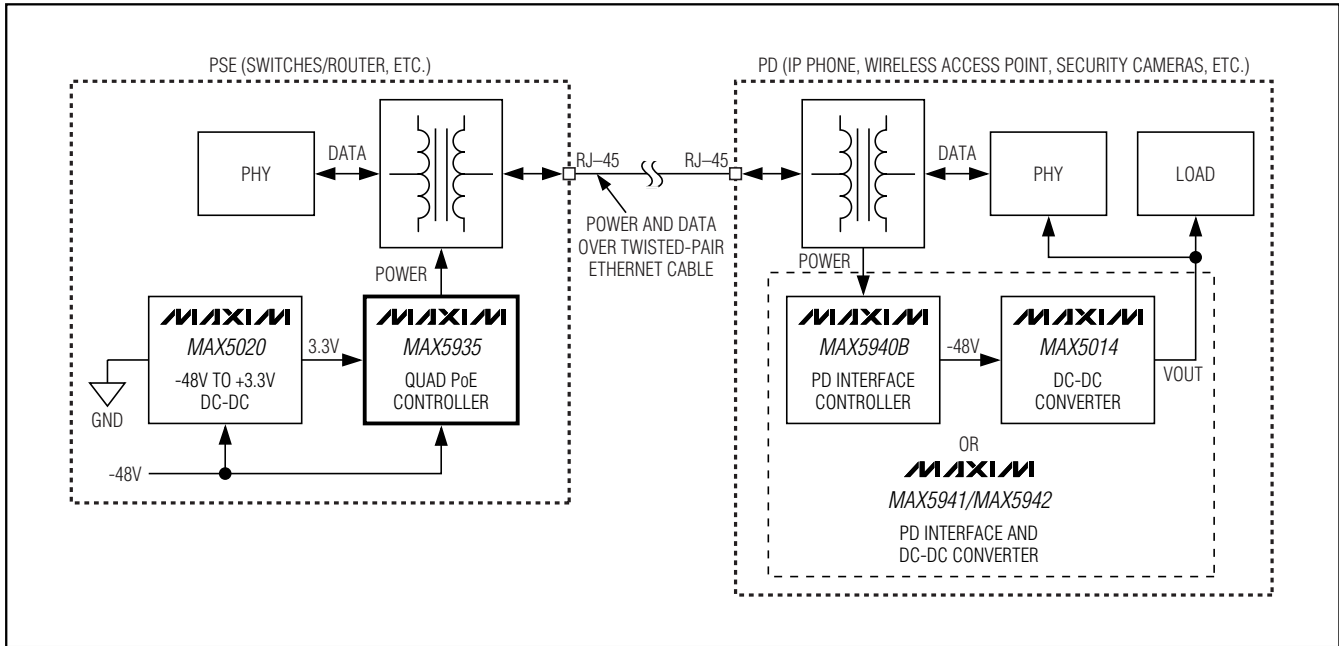 PSE (SWITCHES/ROUTER, ETC.)
PHY
DATA
RJ–45
POWER
MAXIM
MAX5020
-48V TO +3.3V
DC-DC
3.3V
MAXIM
MAX5935
QUAD PoE
CONTROLLER
GND
-48V
POWER AND DATA
OVER TWISTED-PAIR
ETHERNET CABLE
PD (IP PHONE, WIRELESS ACCESS POINT, SECURITY CAMERAS, ETC.)
RJ–45
DATA
PHY
LOAD
POWER
MAXIM
MAX5940B
PD INTERFACE
CONTROLLER
-48V
MAXIM
MAX5014
DC-DC
CONVERTER
VOUT
OR
MAXIM
MAX5941/MAX5942
PD INTERFACE AND
DC-DC CONVERTER